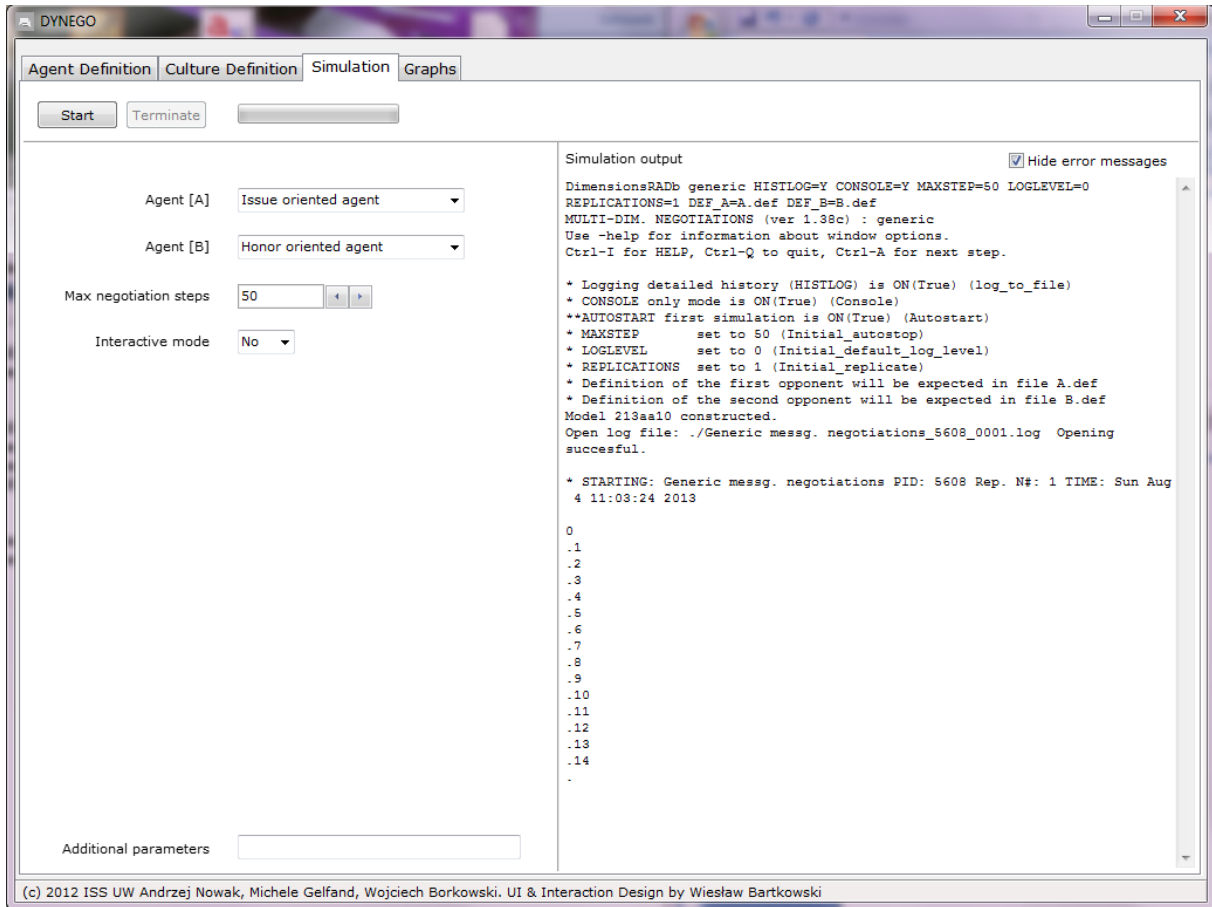 DYNEGO
Agent Definition
Culture Definition
Simulation
Graphs
Start
Terminate
Agent [A]
Issue oriented agent
Agent [B]
Honor oriented agent
Max negotiation steps
50
Interactive mode
No
Additional parameters
Simulation output
Hide error messages
DimensionsRADb generic HISTLOG=Y CONSOLE=Y MAXSTEP=50 LOGLEVEL=0
REPLICATIONS=1 DEF_A=A.def DEF_B=B.def
MULTI-DIM. NEGOTIATIONS (ver 1.38c) : generic
Use -help for information about window options.
Ctrl-I for HELP, Ctrl-Q to quit, Ctrl-A for next step.
* Logging detailed history (HISTLOG) is ON(True) (log_to_file)
* CONSOLE only mode is ON(True) (Console)
**AUTOSTART first simulation is ON(True) (Autostart)
* MAXSTEP      set to 50 (Initial_autostop)
* LOGLEVEL     set to 0 (Initial_default_log_level)
* REPLICATIONS set to 1 (Initial_replicate)
* Definition of the first opponent will be expected in file A.def
* Definition of the second opponent will be expected in file B.def
Model 213aa10 constructed.
Open log file: ./Generic messg. negotiations_5608_0001.log  Opening
succesful.
* STARTING: Generic messg. negotiations PID: 5608 Rep. N#: 1 TIME: Sun Aug
4 11:03:24 2013
0
.1
.2
.3
.4
.5
.6
.7
.8
.9
.10
.11
.12
.13
.14
.
(c) 2012 ISS UW Andrzej Nowak, Michele Gelfand, Wojciech Borkowski. UI & Interaction Design by Wiesław Bartkowski